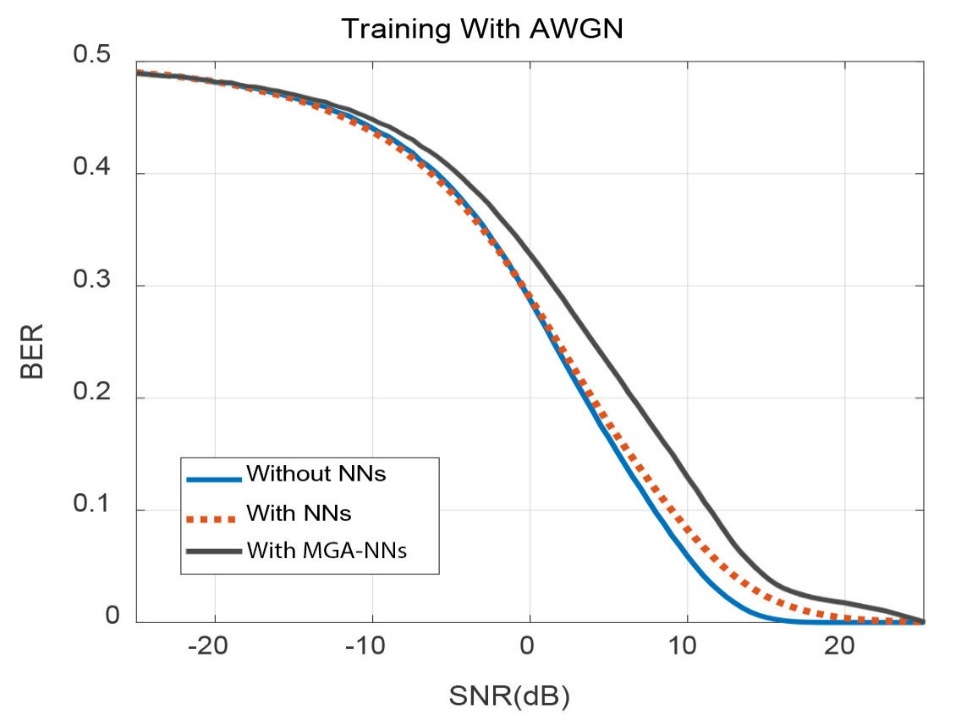 Training With AWGN
0.5
0.4
0.3
0.2
0.1
0
BER
Without NNs
With NNs
With MGA-NNs
-20 -10 0 10 20
SNR(dB)